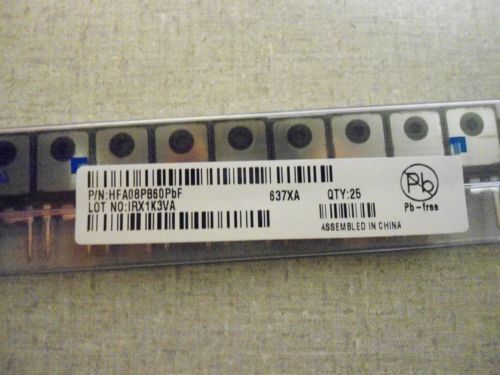 P/N:HFA08PB60PbF 637XA QTY:25
LOT NO:IRX1K3VA
ASSEMBLED IN CHINA
Pb
Pb-free